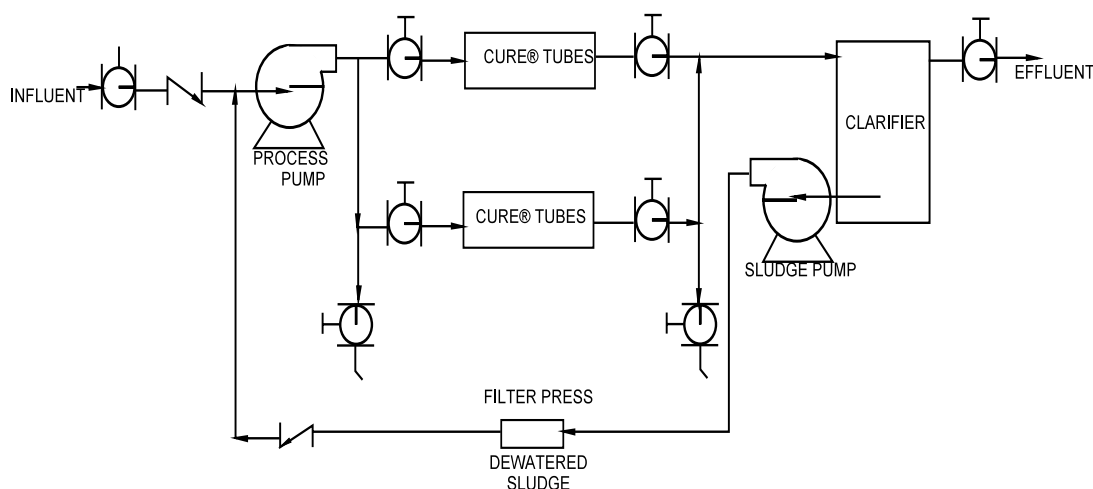 CURE® TUBES
INFLUENT
EFFLUENT
CLARIFIER
PROCESS
PUMP
CURE® TUBES
SLUDGE PUMP
FILTER PRESS
DEWATERED
SLUDGE